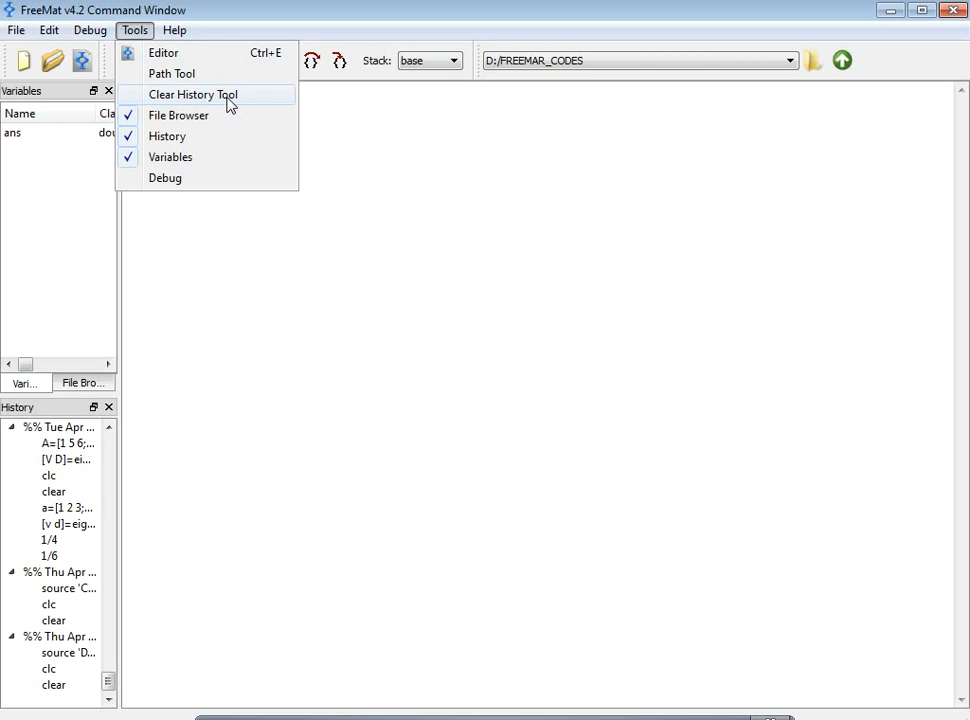 FreeMat v4.2 Command Window
File Edit Debug Tools Help
Stack: base D:/FREEMAR_CODES
Editor Ctrl+E
Path Tool
Clear History Tool
File Browser
History
Variables
Debug
Variables
Name Cla
ans dou
Vari... File Bro...
History
%% Tue Apr ...
A=[1 5 6;...
[V D]=ei...
clc
clear
a=[1 2 3;...
[v d]=eig...
1/4
1/6
%% Thu Apr ...
source 'C...
clc
clear
%% Thu Apr ...
source 'D...
clc
clear